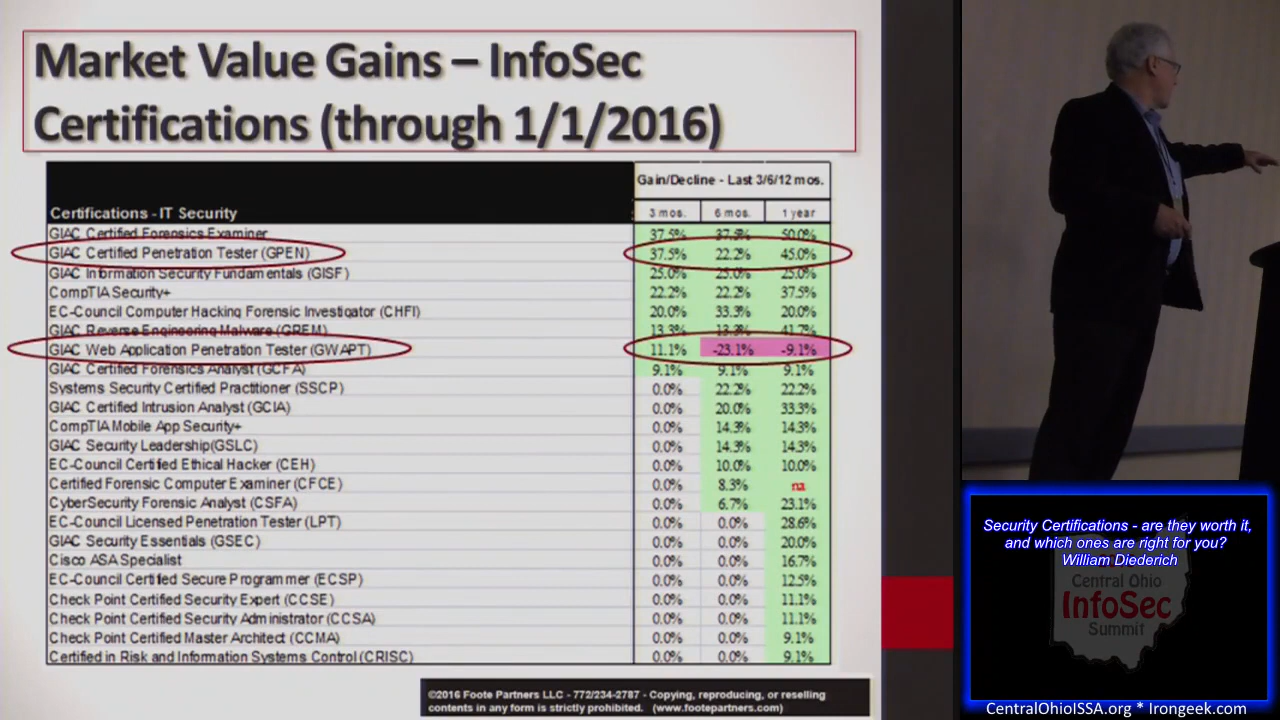 Market Value Gains – InfoSec
Certifications (through 1/1/2016)
Gain/Decline - Last 3/6/12 mos.
Certifications - IT Security 3 mos. 6 mos. 1 year
GIAC Certified Forensics Examiner 37.5% 37.5% 50.0%
GIAC Certified Penetration Tester (GPEN) 37.5% 22.2% 45.0%
GIAC Information Security Fundamentals (GISF) 25.0% 25.0% 25.0%
CompTIA Security+ 22.2% 22.2% 37.5%
EC-Council Computer Hacking Forensic Investigator (CHFI) 20.0% 33.3% 20.0%
GIAC Reverse Engineering Malware (GREM) 13.3% 13.3% 41.7%
GIAC Web Application Penetration Tester (GWAPT) 11.1% -23.1% -9.1%
GIAC Certified Forensics Analyst (GCFA) 9.1% 9.1% 9.1%
Systems Security Certified Practitioner (SSCP) 0.0% 22.2% 22.2%
GIAC Certified Intrusion Analyst (GCIA) 0.0% 20.0% 33.3%
CompTIA Mobile App Security+ 0.0% 14.3% 14.3%
GIAC Security Leadership(GSLC) 0.0% 14.3% 14.3%
EC-Council Certified Ethical Hacker (CEH) 0.0% 10.0% 10.0%
Certified Forensic Computer Examiner (CFCE) 0.0% 8.3% na
CyberSecurity Forensic Analyst (CSFA) 0.0% 6.7% 23.1%
EC-Council Licensed Penetration Tester (LPT) 0.0% 0.0% 28.6%
GIAC Security Essentials (GSEC) 0.0% 0.0% 20.0%
Cisco ASA Specialist 0.0% 0.0% 16.7%
EC-Council Certified Secure Programmer (ECSP) 0.0% 0.0% 12.5%
Check Point Certified Security Expert (CCSE) 0.0% 0.0% 11.1%
Check Point Certified Security Administrator (CCSA) 0.0% 0.0% 11.1%
Check Point Certified Master Architect (CCMA) 0.0% 0.0% 9.1%
Certified in Risk and Information Systems Control (CRISC) 0.0% 0.0% 9.1%
©2016 Foote Partners LLC - 772/234-2787 - Copying, reproducing, or reselling
contents in any form is strictly prohibited. (www.footepartners.com)
Security Certifications - are they worth it,
and which ones are right for you?
William Diederich
Central Ohio
InfoSec
Summit
CentralOhioISSA.org * Irongeek.com